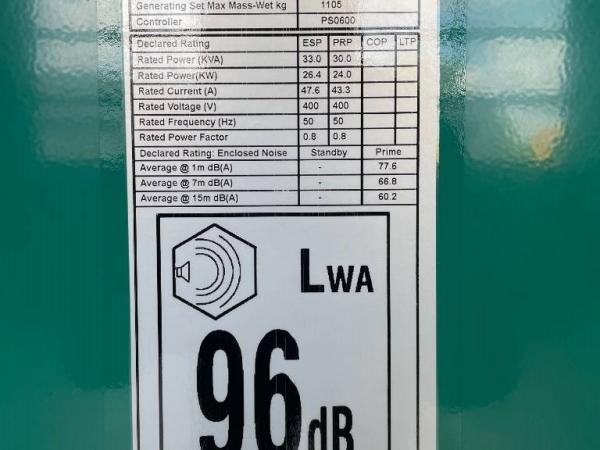 Generating Set Max Mass-Wet kg 1105
Controller PS0600
Declared Rating ESP PRP COP LTP
Rated Power (KVA) 33.0 30.0
Rated Power(KW) 26.4 24.0
Rated Current (A) 47.6 43.3
Rated Voltage (V) 400 400
Rated Frequency (Hz) 50 50
Rated Power Factor 0.8 0.8
Declared Rating: Enclosed Noise Standby Prime
Average @ 1m dB(A) - 77.6
Average @ 7m dB(A) - 66.8
Average @ 15m dB(A) - 60.2
LWA
96 dB